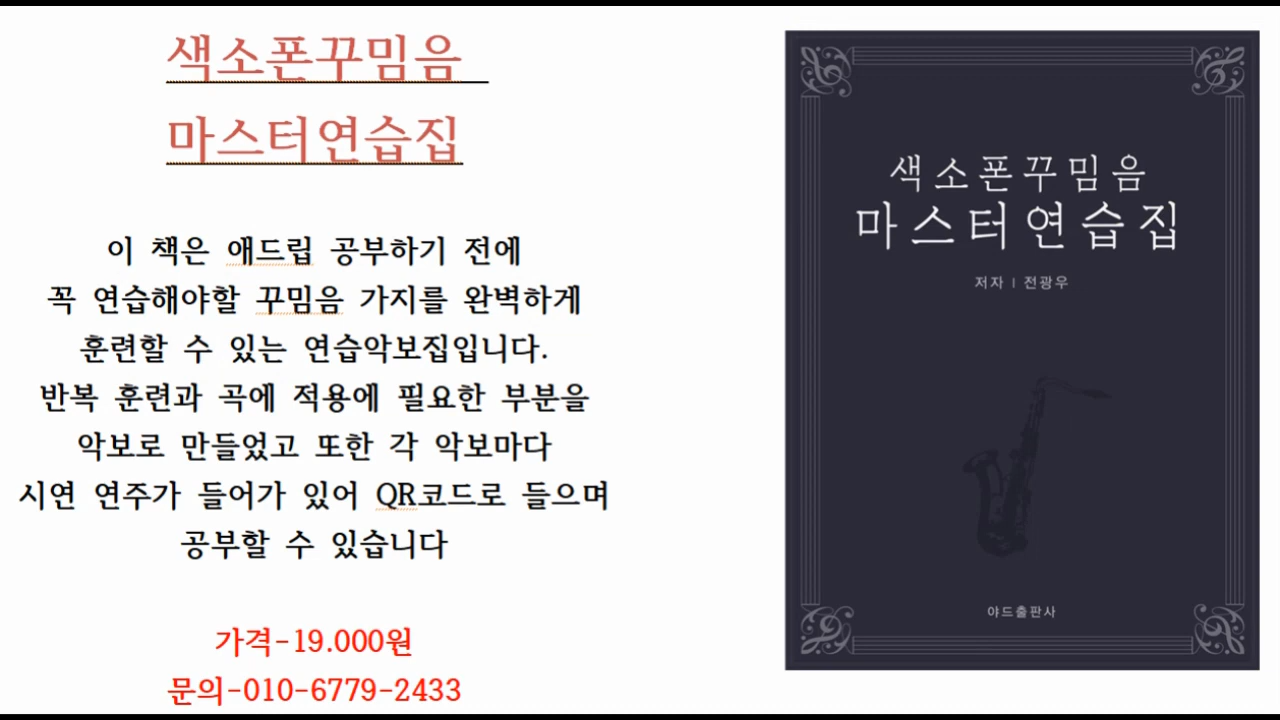 색소폰꾸밈음
마스터연습집
이 책은 애드립 공부하기 전에
꼭 연습해야할 꾸밈음 가지를 완벽하게
훈련할 수 있는 연습악보집입니다.
반복 훈련과 곡에 적용에 필요한 부분을
악보로 만들었고 또한 각 악보마다
시연 연주가 들어가 있어 QR코드로 들으며
공부할 수 있습니다
가격-19.000원
문의-010-6779-2433
색소폰꾸밈음
마스터연습집
저자 | 전광우
야드출판사